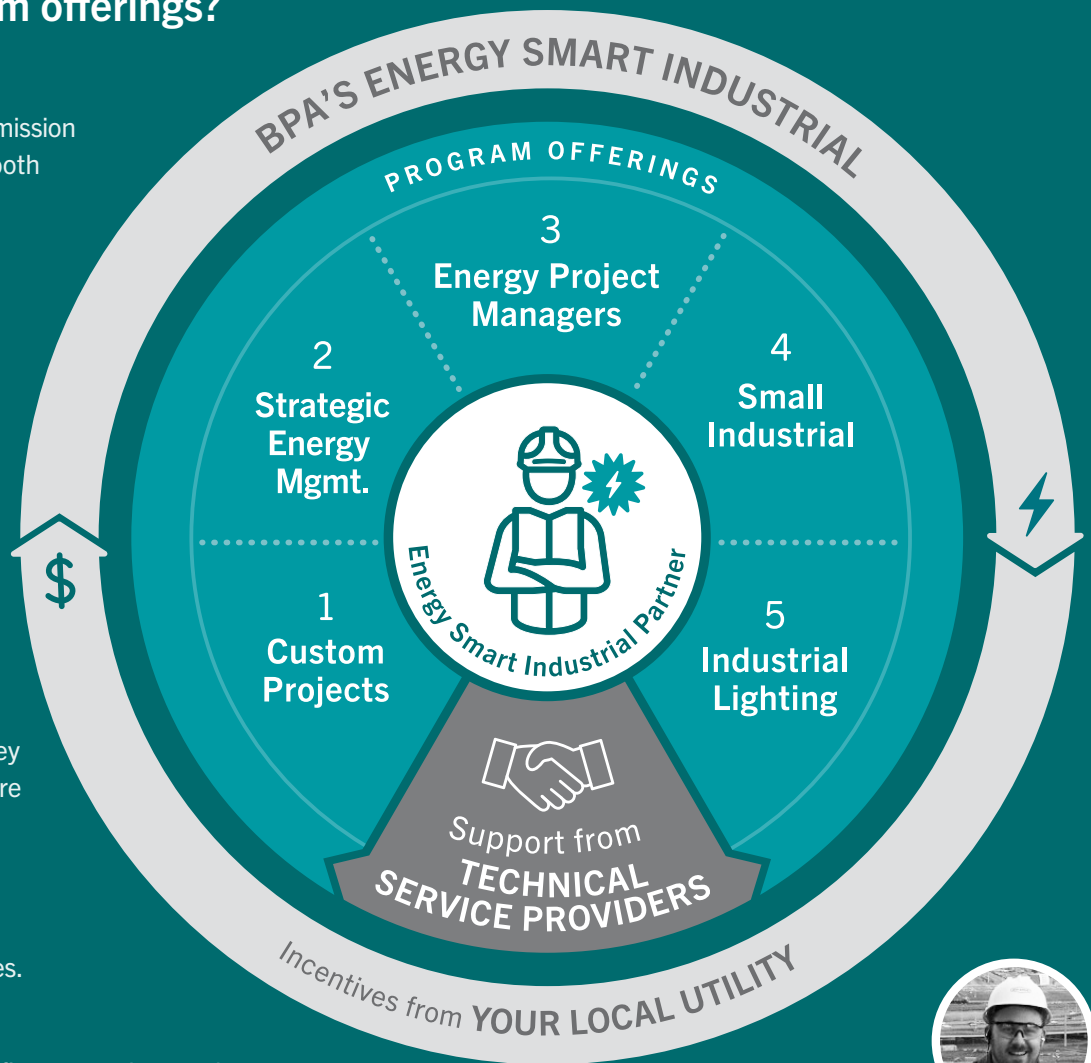 m offerings?
mission
both
ey
re
es.
BPA'S ENERGY SMART INDUSTRIAL
PROGRAM OFFERINGS
1
Custom
Projects
2
Strategic
Energy
Mgmt.
3
Energy Project
Managers
4
Small
Industrial
5
Industrial
Lighting
Energy Smart Industrial Partner
$
Support from
TECHNICAL
SERVICE PROVIDERS
Incentives from YOUR LOCAL UTILITY